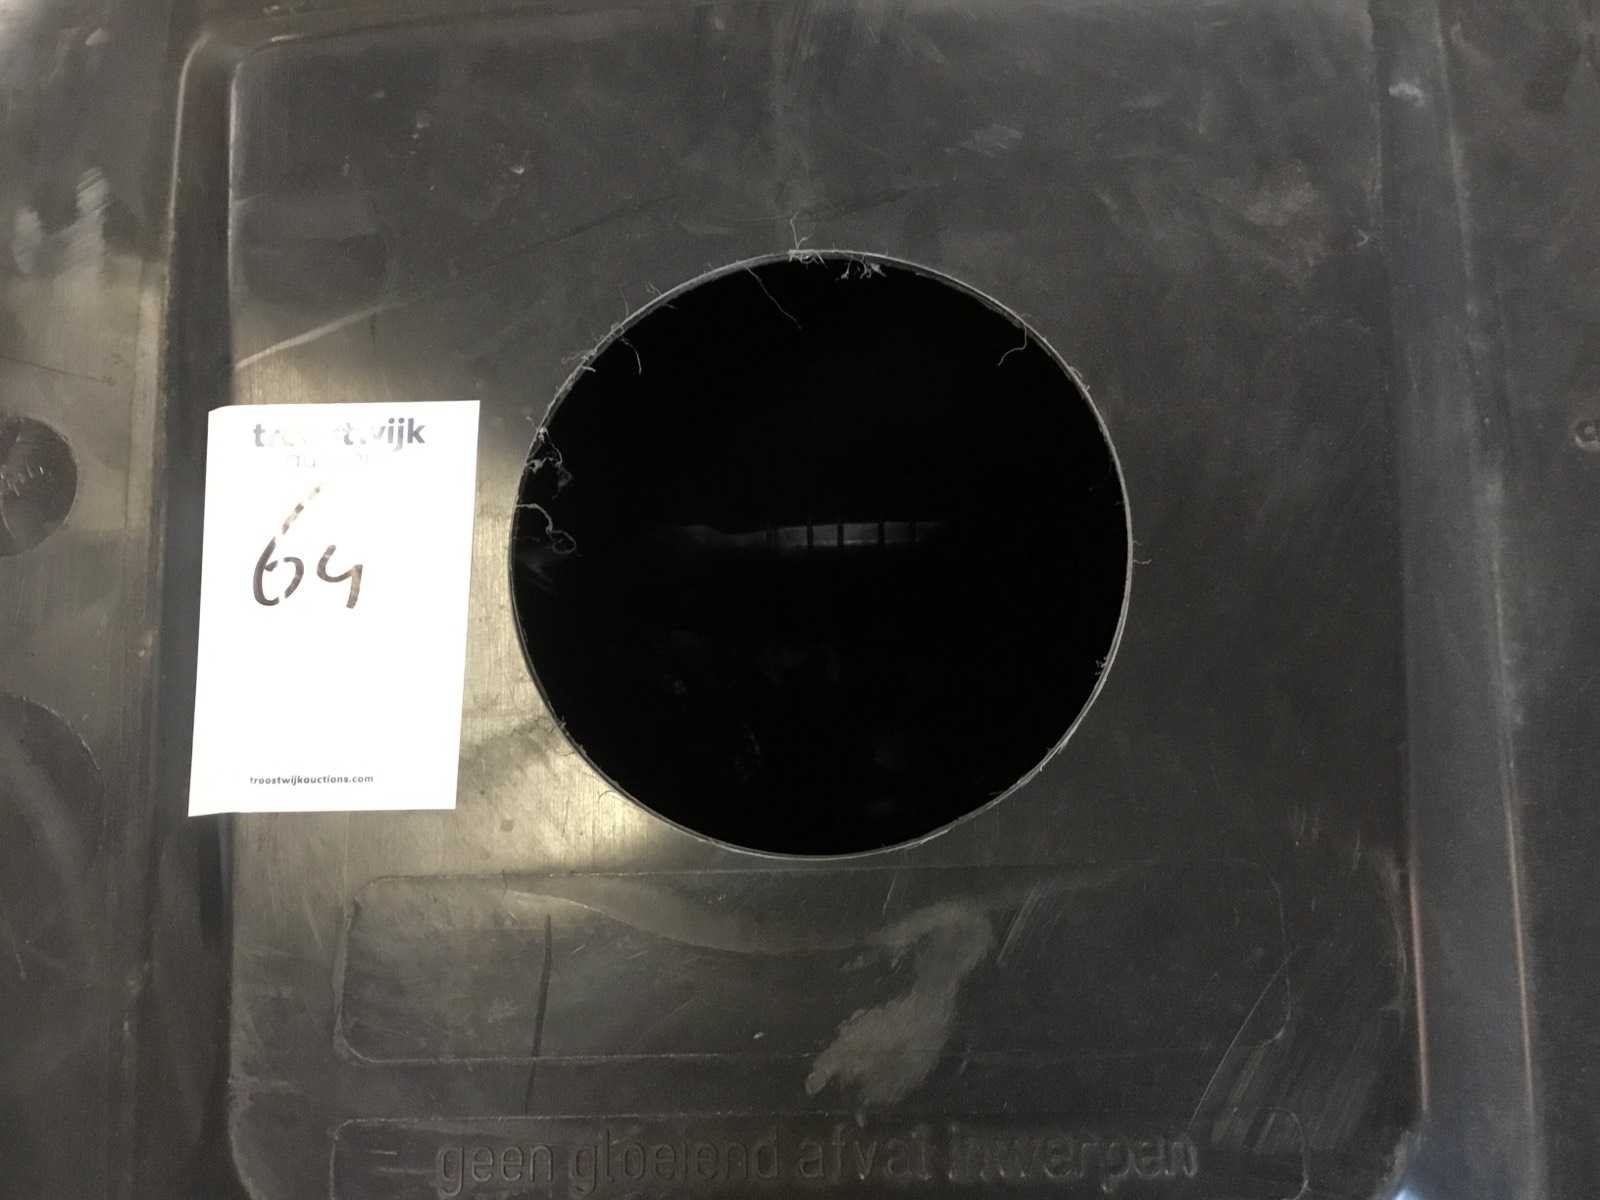 troostwijk
64
troostwijkauctions.com
geen gloeiend afval inwerpen